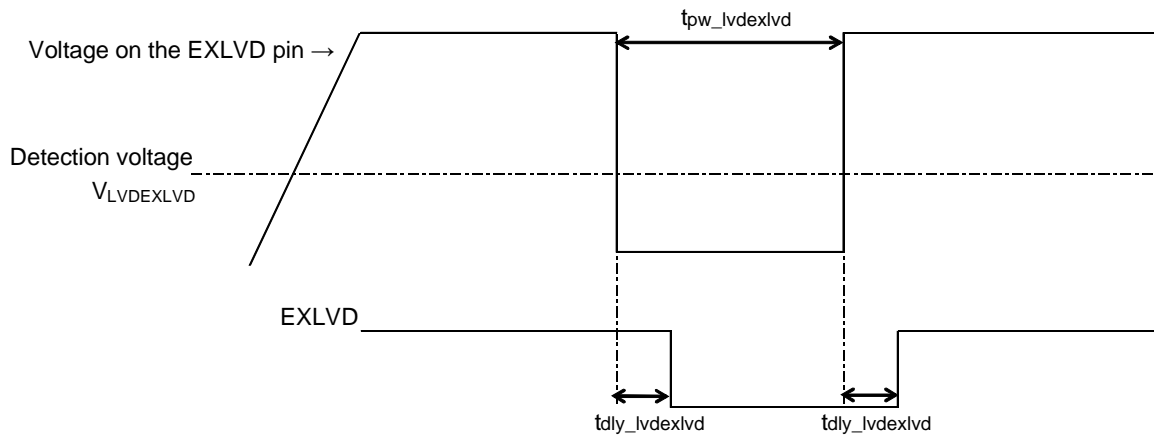 tpw_lvdexlvd
Voltage on the EXLVD pin →
Detection voltage
VLVDEXLVD
EXLVD
tdly_lvdexlvd
tdly_lvdexlvd